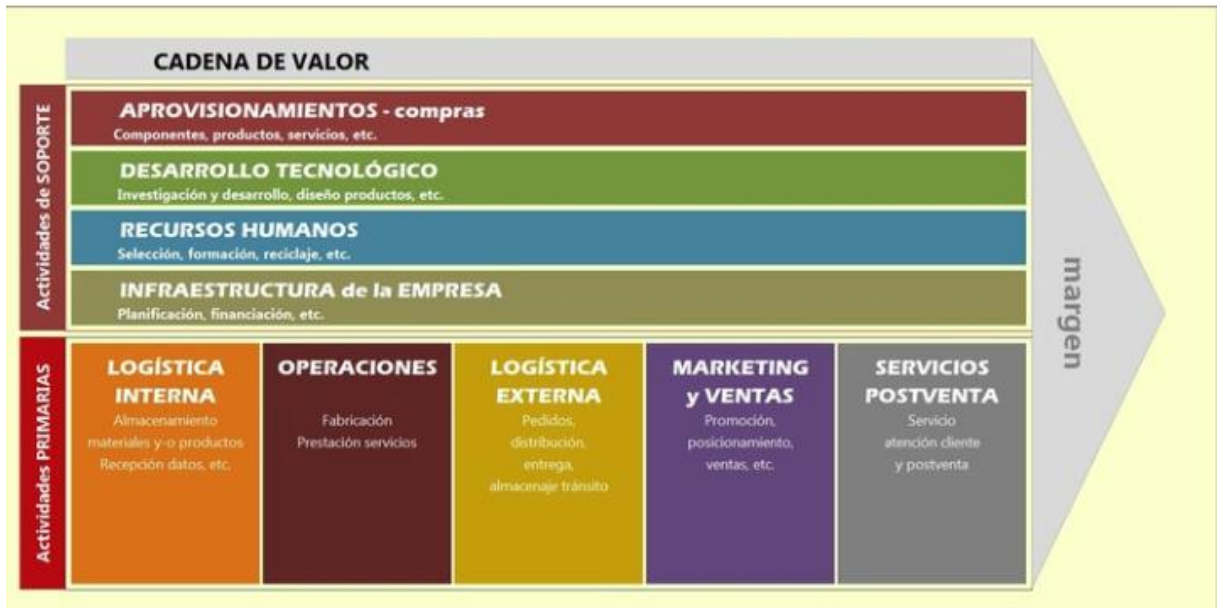 CADENA DE VALOR
Actividades de SOPORTE
APROVISIONAMIENTOS - compras
Componentes, productos, servicios, etc.
DESARROLLO TECNOLÓGICO
Investigación y desarrollo, diseño productos, etc.
RECURSOS HUMANOS
Selección, formación, reciclaje, etc.
INFRAESTRUCTURA de la EMPRESA
Planificación, financiación, etc.
margen
Actividades PRIMARIAS
LOGÍSTICA
INTERNA
Almacenamiento
materiales y-o productos
Recepción datos, etc.
OPERACIONES
Fabricación
Prestación servicios
LOGÍSTICA
EXTERNA
Pedidos,
distribución,
entrega,
almacenaje tránsito
MARKETING
y VENTAS
Promoción,
posicionamiento,
ventas, etc.
SERVICIOS
POSTVENTA
Servicio
atención cliente
y postventa